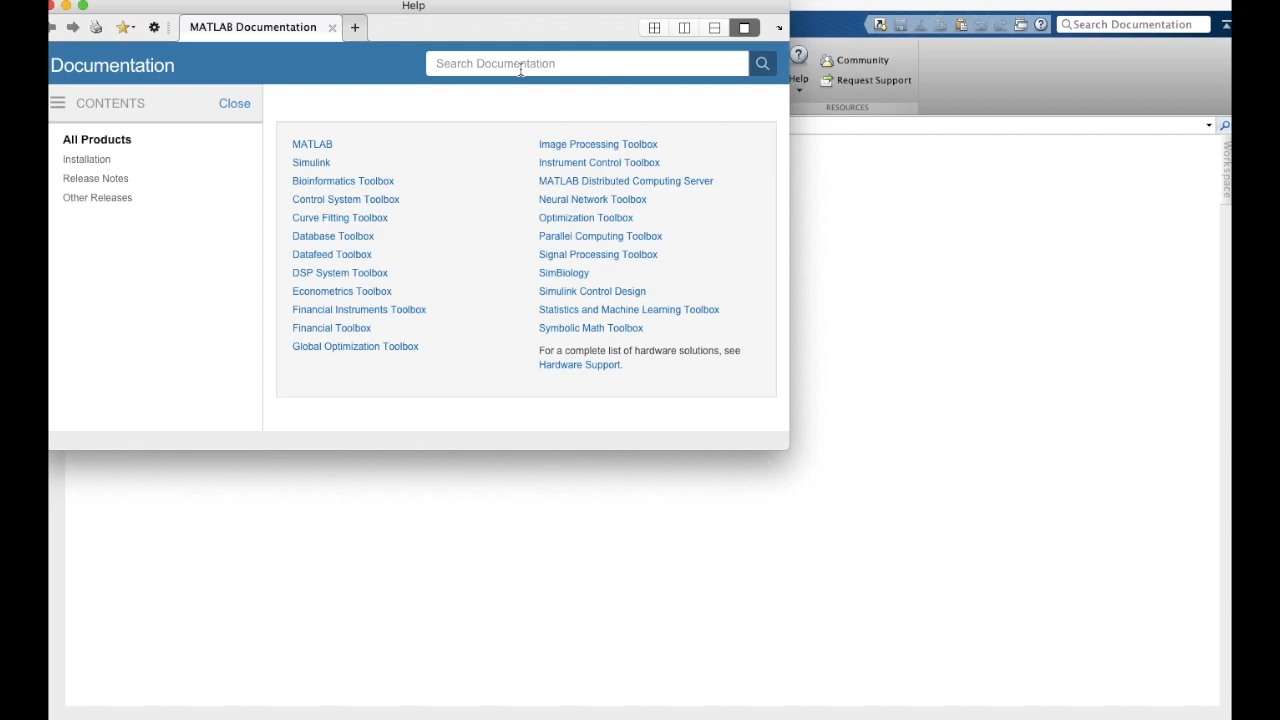 Help
MATLAB Documentation
Search Documentation
Documentation
Search Documentation
Help
Community
Request Support
RESOURCES
CONTENTS
Close
All Products
Installation
Release Notes
Other Releases
MATLAB
Simulink
Bioinformatics Toolbox
Control System Toolbox
Curve Fitting Toolbox
Database Toolbox
Datafeed Toolbox
DSP System Toolbox
Econometrics Toolbox
Financial Instruments Toolbox
Financial Toolbox
Global Optimization Toolbox
Image Processing Toolbox
Instrument Control Toolbox
MATLAB Distributed Computing Server
Neural Network Toolbox
Optimization Toolbox
Parallel Computing Toolbox
Signal Processing Toolbox
SimBiology
Simulink Control Design
Statistics and Machine Learning Toolbox
Symbolic Math Toolbox
For a complete list of hardware solutions, see
Hardware Support.
Workspace